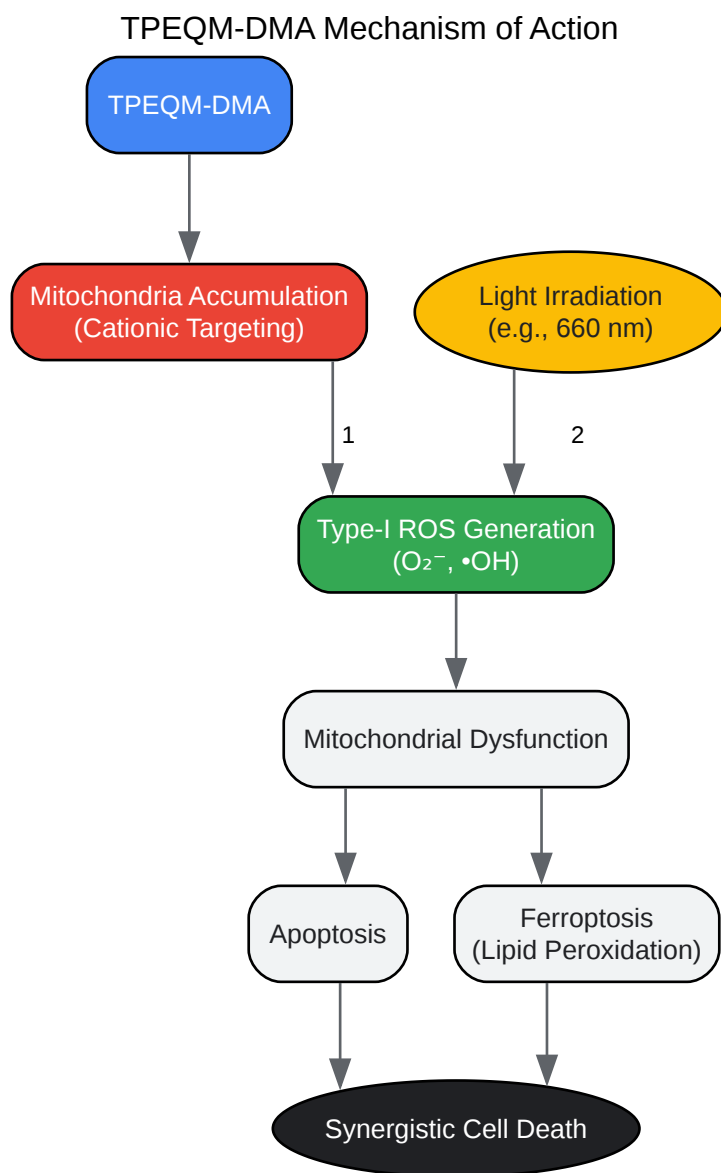 TPEQM-DMA Mechanism of Action
TPEQM-DMA
Mitochondria Accumulation
(Cationic Targeting)
Light Irradiation
(e.g., 660 nm)
1
2
Type-I ROS Generation
(O₂⁻, •OH)
Mitochondrial Dysfunction
Apoptosis
Ferroptosis
(Lipid Peroxidation)
Synergistic Cell Death